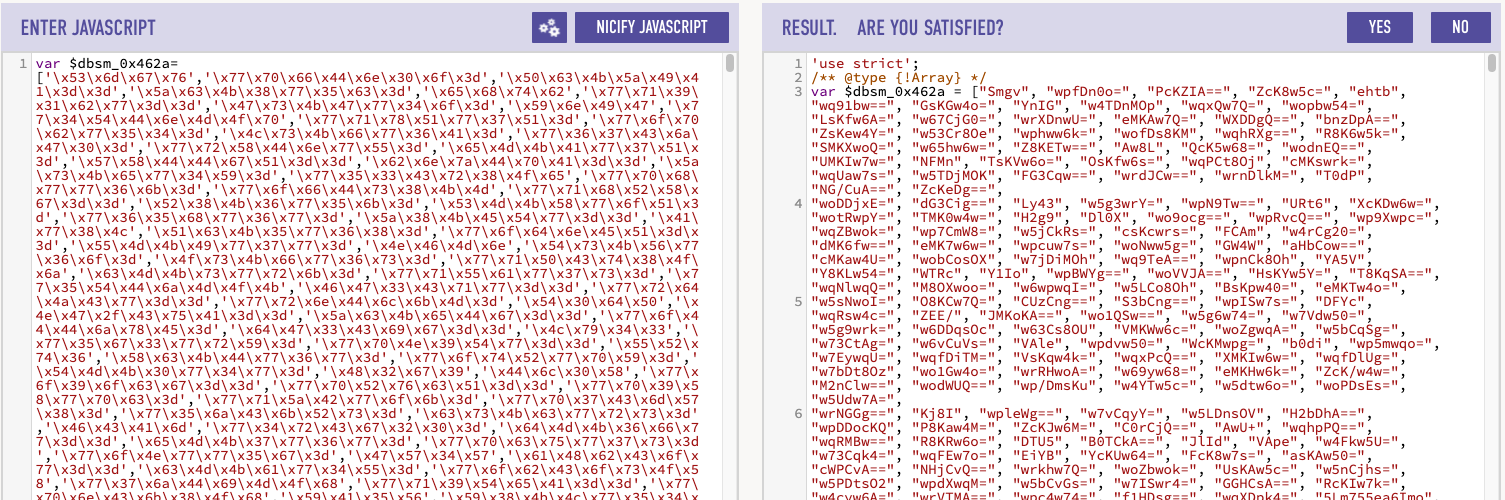 ENTER JAVASCRIPT
NICIFY JAVASCRIPT
1 var $dbsm_0x462a=
['\x53\x6d\x67\x76','\x77\x70\x66\x44\x6e\x30\x6f\x3d','\x50\x63\x4b\x5a\x49\x4
1\x3d\x3d','\x5a\x63\x4b\x38\x77\x35\x63\x3d','\x65\x68\x74\x62','\x77\x71\x39\
x31\x62\x77\x3d\x3d','\x47\x73\x4b\x47\x77\x34\x6f\x3d','\x59\x6e\x49\x47','\x7
7\x34\x54\x44\x6e\x4d\x4f\x70','\x77\x71\x78\x51\x77\x37\x51\x3d','\x77\x6f\x70
\x62\x77\x35\x34\x3d','\x4c\x73\x4b\x66\x77\x36\x41\x3d','\x77\x36\x37\x43\x6a\
x47\x30\x3d','\x77\x72\x58\x44\x6e\x77\x55\x3d','\x65\x4d\x4b\x41\x77\x37\x51\x
3d','\x57\x58\x44\x44\x67\x51\x3d\x3d','\x62\x6e\x7a\x44\x70\x41\x3d\x3d','\x5a
\x73\x4b\x65\x77\x34\x59\x3d','\x77\x35\x33\x43\x72\x38\x4f\x65','\x77\x70\x68\
x77\x77\x36\x6b\x3d','\x77\x6f\x66\x44\x73\x38\x4b\x4d','\x77\x71\x68\x52\x58\x
67\x3d\x3d','\x52\x38\x4b\x36\x77\x35\x6b\x3d','\x53\x4d\x4b\x58\x77\x6f\x51\x3
d','\x77\x36\x35\x68\x77\x36\x77\x3d','\x5a\x38\x4b\x45\x54\x77\x3d\x3d','\x41\
x77\x38\x4c','\x51\x63\x4b\x35\x77\x36\x38\x3d','\x77\x6f\x64\x6e\x45\x51\x3d\x
3d','\x55\x4d\x4b\x49\x77\x37\x77\x3d','\x4e\x46\x4d\x6e','\x54\x73\x4b\x56\x77
\x36\x6f\x3d','\x4f\x73\x4b\x66\x77\x36\x73\x3d','\x77\x71\x50\x43\x74\x38\x4f\
x6a','\x63\x4d\x4b\x73\x77\x72\x6b\x3d','\x77\x71\x55\x61\x77\x37\x73\x3d','\x7
7\x35\x54\x44\x6a\x4d\x4f\x4b','\x46\x47\x33\x43\x71\x77\x3d\x3d','\x77\x72\x64
\x4a\x43\x77\x3d\x3d','\x77\x72\x6e\x44\x6c\x6b\x4d\x3d','\x54\x30\x64\x50','\x
4e\x47\x2f\x43\x75\x41\x3d\x3d','\x5a\x63\x4b\x65\x44\x67\x3d\x3d','\x77\x6f\x4
4\x44\x6a\x78\x45\x3d','\x64\x47\x33\x43\x69\x67\x3d\x3d','\x4c\x79\x34\x33','\
x77\x35\x67\x33\x77\x72\x59\x3d','\x77\x70\x4e\x39\x54\x77\x3d\x3d','\x55\x52\x
74\x36','\x58\x63\x4b\x44\x77\x36\x77\x3d','\x77\x6f\x74\x52\x77\x70\x59\x3d','
\x54\x4d\x4b\x30\x77\x34\x77\x3d','\x48\x32\x67\x39','\x44\x6c\x30\x58','\x77\x
6f\x39\x6f\x63\x67\x3d\x3d','\x77\x70\x52\x76\x63\x51\x3d\x3d','\x77\x70\x39\x5
8\x77\x70\x63\x3d','\x77\x71\x5a\x42\x77\x6f\x6b\x3d','\x77\x70\x37\x43\x6d\x57
\x38\x3d','\x77\x35\x6a\x43\x6b\x52\x73\x3d','\x63\x73\x4b\x63\x77\x72\x73\x3d'
,'\x46\x43\x41\x6d','\x77\x34\x72\x43\x67\x32\x30\x3d','\x64\x4d\x4b\x36\x66\x7
7\x3d\x3d','\x65\x4d\x4b\x37\x77\x36\x77\x3d','\x77\x70\x63\x75\x77\x37\x73\x3d
','\x77\x6f\x4e\x77\x77\x35\x67\x3d','\x47\x57\x34\x57','\x61\x48\x62\x43\x6f\x
77\x3d\x3d','\x63\x4d\x4b\x61\x77\x34\x55\x3d','\x77\x6f\x62\x43\x6f\x73\x4f\x5
8','\x77\x37\x6a\x44\x69\x4d\x4f\x68','\x77\x71\x39\x54\x65\x41\x3d\x3d','\x77\
x70\x6e\x43\x6b\x38\x4f\x68','\x59\x41\x35\x56','\x59\x38\x4b\x4c\x77\x35\x34\x
RESULT. ARE YOU SATISFIED?
YES
NO
1 'use strict';
2 /** @type {!Array} */
3 var $dbsm_0x462a = ["Smgv", "wpfDn0o=", "PcKZIA==", "ZcK8w5c=", "ehtb",
"wq91bw==", "GsKGw4o=", "YnIG", "w4TDnMOp", "wqxQw7Q=", "wopbw54=",
"LsKfw6A=", "w67CjG0=", "wrXDnwU=", "eMKAw7Q=", "WXDDgQ==", "bnzDpA==",
"ZsKew4Y=", "w53Cr8Oe", "wphww6k=", "wofDs8KM", "wqhRXg==", "R8K6w5k=",
"SMKXwoQ=", "w65hw6w=", "Z8KETw==", "Aw8L", "QcK5w68=", "wodnEQ==",
"UMKIw7w=", "NFMn", "TsKVw6o=", "OsKfw6s=", "wqPCt8Oj", "cMKswrk=",
"wqUaw7s=", "w5TDjMOK", "FG3Cqw==", "wrdJCw==", "wrnDlkM=", "T0dP",
"NG/CuA==", "ZcKeDg==",
4 "woDDjxE=", "dG3Cig==", "Ly43", "w5g3wrY=", "wpN9Tw==", "URt6", "XcKDw6w=",
"wotRwpY=", "TMK0w4w=", "H2g9", "Dl0X", "wo9ocg==", "wpRvcQ==", "wp9Xwpc=",
"wqZBwok=", "wp7CmW8=", "w5jCkRs=", "csKcwrs=", "FCAm", "w4rCg20=",
"dMK6fw==", "eMK7w6w=", "wpcuw7s=", "woNww5g=", "GW4W", "aHbCow==",
"cMKaw4U=", "wobCosOX", "w7jDiMOh", "wq9TeA==", "wpnCk8Oh", "YA5V",
"Y8KLw54=", "WTRc", "Y1Io", "wpBWYg==", "woVVJA==", "HsKYw5Y=", "T8KqSA==",
"wqNlwqQ=", "M8OXwoo=", "w6wpwqI=", "w5LCo8Oh", "BsKpw40=", "eMKTw4o=",
5 "w5sNwoI=", "O8KCw7Q=", "CUzCng==", "S3bCng==", "wpISw7s=", "DFYc",
"wqRsw4c=", "ZEE/", "JMKoKA==", "wo1QSw==", "w5g6w74=", "w7Vdw50=",
"w5g9wrk=", "w6DDqsOc", "w63Cs8OU", "VMKWw6c=", "woZgwqA=", "w5bCqSg=",
"w73CtAg=", "w6vCuVs=", "VAle", "wpdvw50=", "WcKMwpg=", "b0di", "wp5mwqo=",
"w7EywqU=", "wqfDiTM=", "VsKqw4k=", "wqxPcQ==", "XMKIw6w=", "wqfDlUg=",
"w7bDt8Oz", "wo1Gw4o=", "wrRHwoA=", "w69yw68=", "eMKHw6k=", "ZcK/w4w=",
"M2nClw==", "wodWUQ==", "wp/DmsKu", "w4YTw5c=", "w5dtw6o=", "woPDsEs=",
"w5Udw7A=",
6 "wrNGGg==", "Kj8I", "wpleWg==", "w7vCqyY=", "w5LDnsOV", "H2bDhA==",
"wpDDocKQ", "P8Kaw4M=", "ZcKJw6M=", "C0rCjQ==", "AwU+", "wqhpPQ==",
"wqRMBw==", "R8KRw6o=", "DTU5", "B0TCkA==", "JlId", "VApe", "w4Fkw5U=",
"w73Cqk4=", "wqFEw7o=", "EiYB", "YcKUw64=", "FcK8w7s=", "asKAw50=",
"cWPCvA==", "NHjCvQ==", "wrkhw7Q=", "woZbwok=", "UsKAw5c=", "w5nCjhs=",
"w5PDtsO2", "wpdXwqM=", "w5bCvGs=", "w7ISwr4=", "GGHCsA==", "RcKIw7k=",